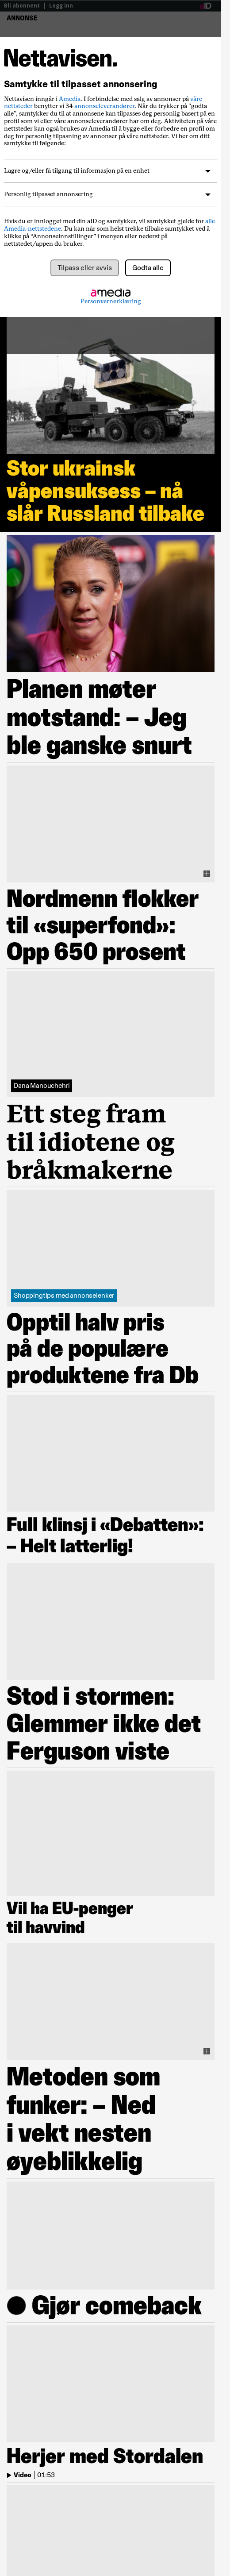 Bli abonnent | Logg inn
aID
ANNONSE
Nettavisen.
Samtykke til tilpasset annonsering
Nettavisen inngår i Amedia. I forbindelse med salg av annonser på våre
nettsteder benytter vi 34 annonseleverandører. Når du trykker på "godta
alle", samtykker du til at annonsene kan tilpasses deg personlig basert på den
profil som vi eller våre annonsenettverk har om deg. Aktiviteten på våre
nettsteder kan også brukes av Amedia til å bygge eller forbedre en profil om
deg for personlig tilpasning av annonser på våre nettsteder. Vi ber om ditt
samtykke til følgende:
Lagre og/eller få tilgang til informasjon på en enhet
Personlig tilpasset annonsering
Hvis du er innlogget med din aID og samtykker, vil samtykket gjelde for alle
Amedia-nettstedene. Du kan når som helst trekke tilbake samtykket ved å
klikke på “Annonseinnstillinger” i menyen eller nederst på
nettstedet/appen du bruker.
Tilpass eller avvis
Godta alle
amedia
Personvernerklæring
Stor ukrainsk
våpensuksess – nå
slår Russland tilbake
Planen møter
motstand: – Jeg
ble ganske snurt
Nordmenn flokker
til «superfond»:
Opp 650 prosent
Dana Manouchehri
Ett steg fram
til idiotene og
bråkmakerne
Shoppingtips med annonselenker
Opptil halv pris
på de populære
produktene fra Db
Full klinsj i «Debatten»:
– Helt latterlig!
Stod i stormen:
Glemmer ikke det
Ferguson viste
Vil ha EU-penger
til havvind
Metoden som
funker: – Ned
i vekt nesten
øyeblikkelig
● Gjør comeback
Herjer med Stordalen
Video | 01:53